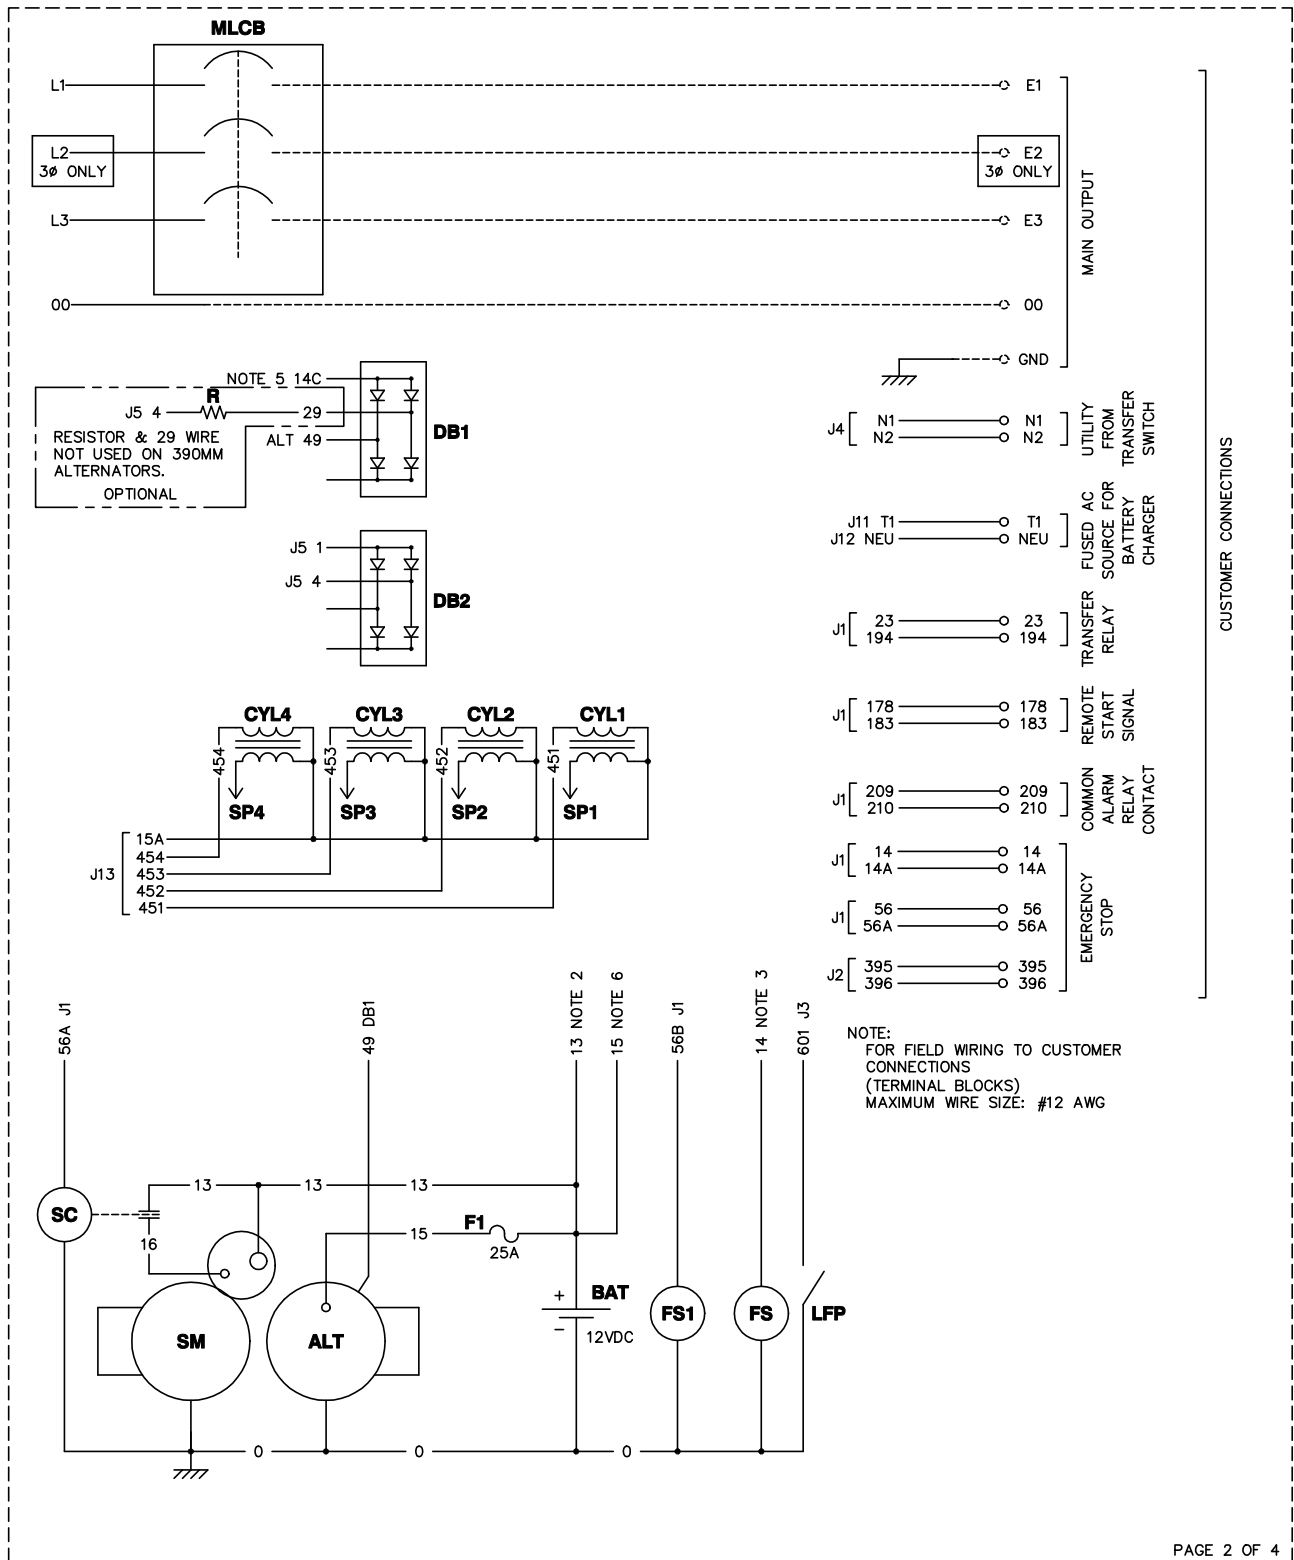 MLCB
L1
E1
L2
3ø ONLY
E2
3ø ONLY
L3
E3
MAIN OUTPUT
00
00
GND
NOTE 5 14C
R
J5 4
29
RESISTOR & 29 WIRE
NOT USED ON 390MM
ALTERNATORS.
OPTIONAL
ALT 49
DB1
J5 1
J5 4
DB2
J4
N1
N1
N2
N2
UTILITY
FROM
TRANSFER
SWITCH
J11 T1
T1
J12 NEU
NEU
FUSED AC
SOURCE FOR
BATTERY
CHARGER
J1
23
23
194
194
TRANSFER
RELAY
J1
178
178
183
183
REMOTE
START
SIGNAL
J1
209
209
210
210
COMMON
ALARM
RELAY
CONTACT
J1
14
14
14A
14A
J1
56
56
56A
56A
J2
395
395
396
396
EMERGENCY
STOP
CUSTOMER CONNECTIONS
CYL4
CYL3
CYL2
CYL1
454
453
452
451
SP4
SP3
SP2
SP1
J13
15A
454
453
452
451
NOTE:
FOR FIELD WIRING TO CUSTOMER
CONNECTIONS
(TERMINAL BLOCKS)
MAXIMUM WIRE SIZE: #12 AWG
56A J1
49 DB1
13 NOTE 2
15 NOTE 6
56B J1
14 NOTE 3
601 J3
13
13
13
SC
16
15
F1
25A
SM
ALT
+
BAT
−
12VDC
FS1
FS
LFP
0
0
0
PAGE 2 OF 4